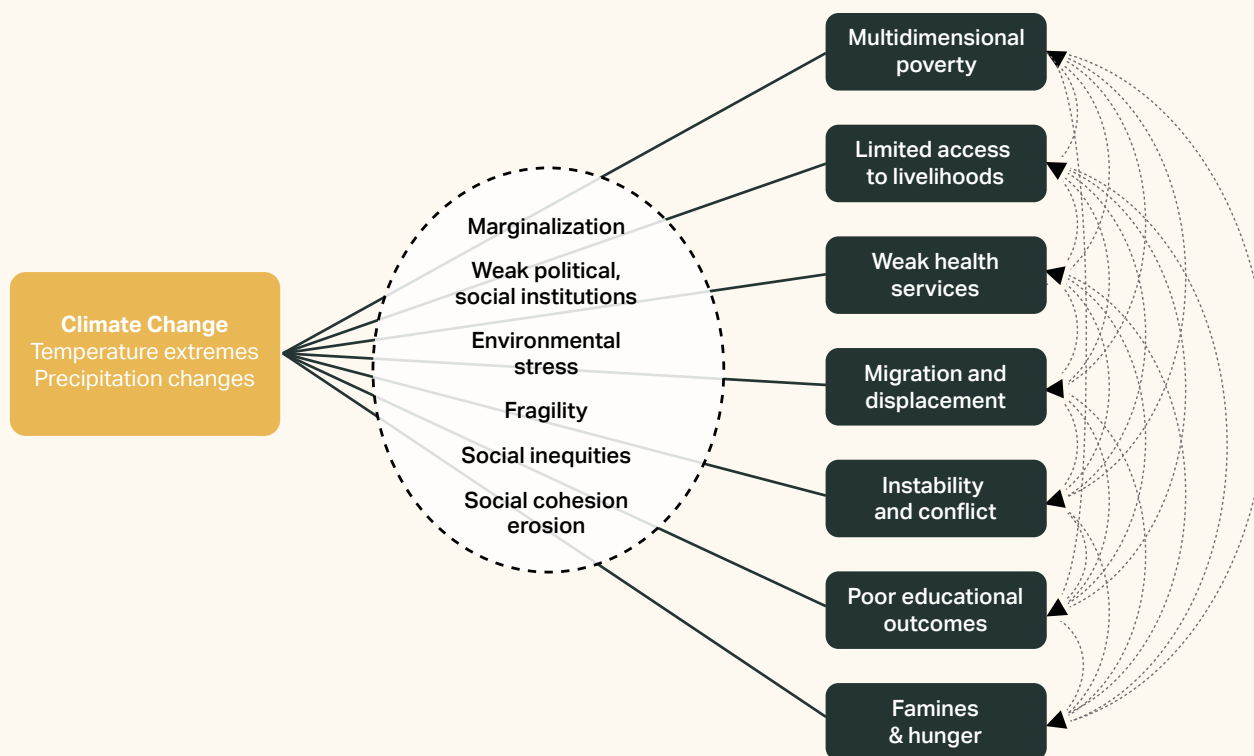 Climate Change
Temperature extremes
Precipitation changes
Marginalization
Weak political,
social institutions
Environmental
stress
Fragility
Social inequities
Social cohesion
erosion
Multidimensional
poverty
Limited access
to livelihoods
Weak health
services
Migration and
displacement
Instability
and conflict
Poor educational
outcomes
Famines
& hunger